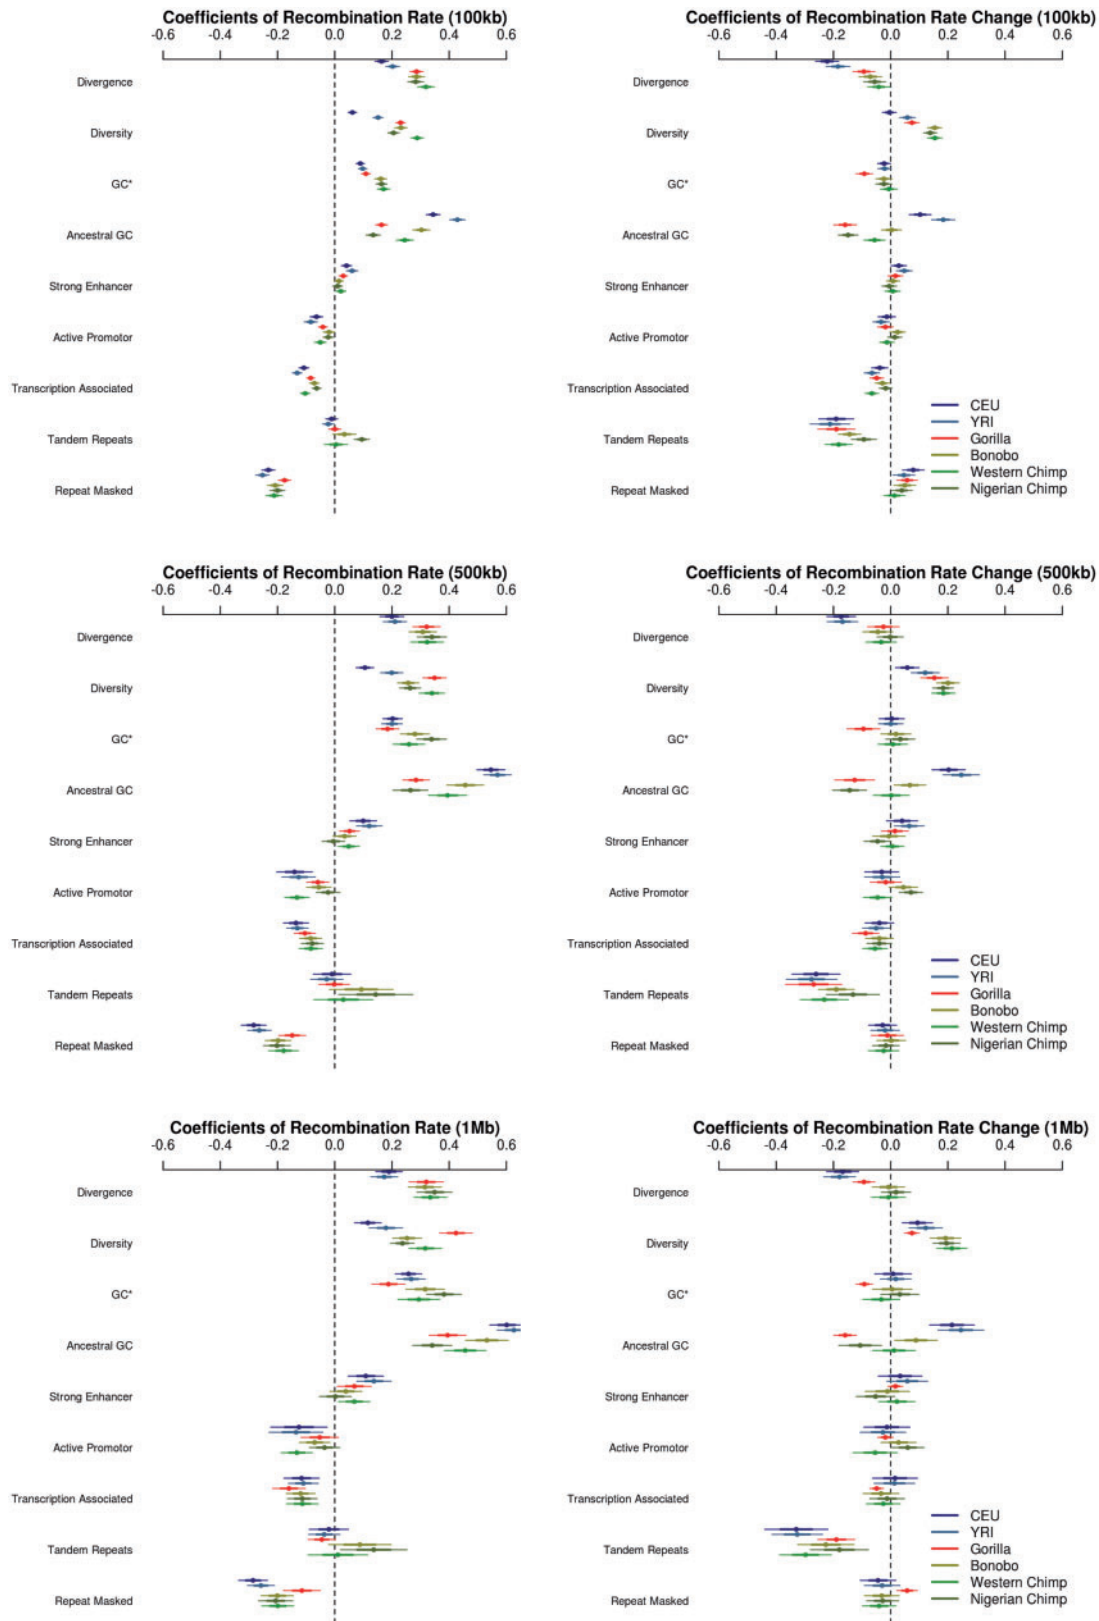 Coefficients of Recombination Rate (100kb)
-0.6 -0.4 -0.2 0.0 0.2 0.4 0.6
Divergence
Diversity
GC*
Ancestral GC
Strong Enhancer
Active Promotor
Transcription Associated
Tandem Repeats
Repeat Masked
Coefficients of Recombination Rate Change (100kb)
-0.6 -0.4 -0.2 0.0 0.2 0.4 0.6
Divergence
Diversity
GC*
Ancestral GC
Strong Enhancer
Active Promotor
Transcription Associated
Tandem Repeats
Repeat Masked
CEU
YRI
Gorilla
Bonobo
Western Chimp
Nigerian Chimp
Coefficients of Recombination Rate (500kb)
-0.6 -0.4 -0.2 0.0 0.2 0.4 0.6
Divergence
Diversity
GC*
Ancestral GC
Strong Enhancer
Active Promotor
Transcription Associated
Tandem Repeats
Repeat Masked
Coefficients of Recombination Rate Change (500kb)
-0.6 -0.4 -0.2 0.0 0.2 0.4 0.6
Divergence
Diversity
GC*
Ancestral GC
Strong Enhancer
Active Promotor
Transcription Associated
Tandem Repeats
Repeat Masked
CEU
YRI
Gorilla
Bonobo
Western Chimp
Nigerian Chimp
Coefficients of Recombination Rate (1Mb)
-0.6 -0.4 -0.2 0.0 0.2 0.4 0.6
Divergence
Diversity
GC*
Ancestral GC
Strong Enhancer
Active Promotor
Transcription Associated
Tandem Repeats
Repeat Masked
Coefficients of Recombination Rate Change (1Mb)
-0.6 -0.4 -0.2 0.0 0.2 0.4 0.6
Divergence
Diversity
GC*
Ancestral GC
Strong Enhancer
Active Promotor
Transcription Associated
Tandem Repeats
Repeat Masked
CEU
YRI
Gorilla
Bonobo
Western Chimp
Nigerian Chimp